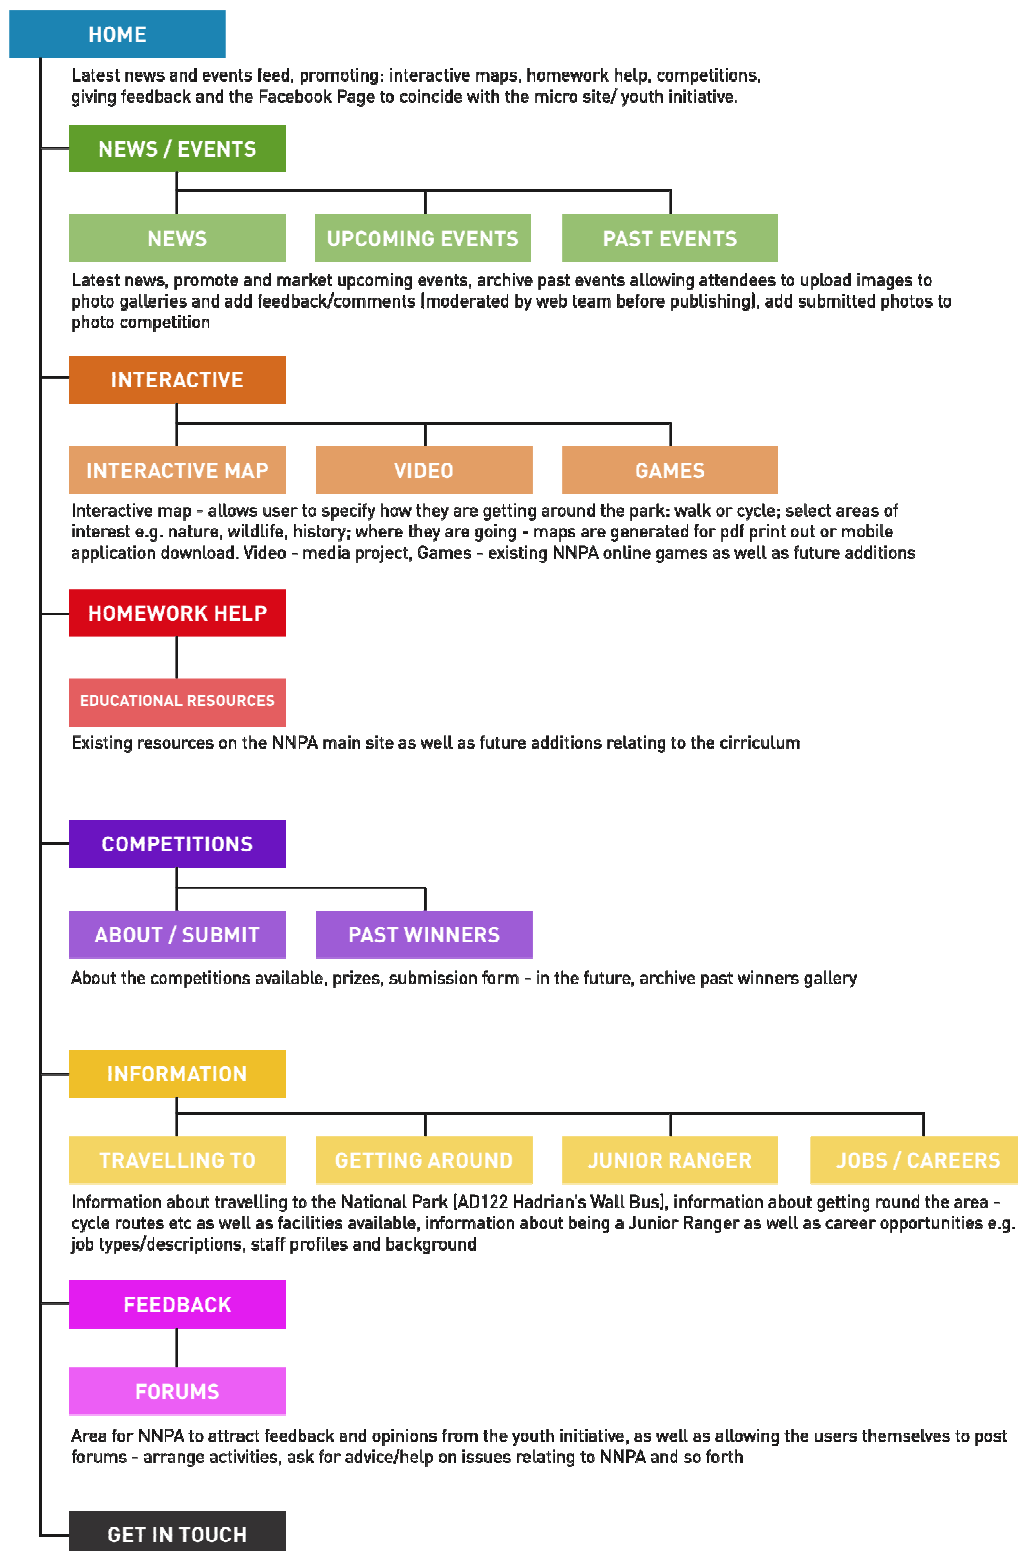 HOME
Latest news and events feed, promoting: interactive maps, homework help, competitions,
giving feedback and the Facebook Page to coincide with the micro site/ youth initiative.
NEWS / EVENTS
NEWS
UPCOMING EVENTS
PAST EVENTS
Latest news, promote and market upcoming events, archive past events allowing attendees to upload images to
photo galleries and add feedback/comments (moderated by web team before publishing), add submitted photos to
photo competition
INTERACTIVE
INTERACTIVE MAP
VIDEO
GAMES
Interactive map - allows user to specify how they are getting around the park: walk or cycle; select areas of
interest e.g. nature, wildlife, history; where they are going - maps are generated for pdf print out or mobile
application download. Video - media project, Games - existing NNPA online games as well as future additions
HOMEWORK HELP
EDUCATIONAL RESOURCES
Existing resources on the NNPA main site as well as future additions relating to the cirriculum
COMPETITIONS
ABOUT / SUBMIT
PAST WINNERS
About the competitions available, prizes, submission form - in the future, archive past winners gallery
INFORMATION
TRAVELLING TO
GETTING AROUND
JUNIOR RANGER
JOBS / CAREERS
Information about travelling to the National Park (AD122 Hadrian's Wall Bus), information about getting round the area -
cycle routes etc as well as facilities available, information about being a Junior Ranger as well as career opportunities e.g.
job types/descriptions, staff profiles and background
FEEDBACK
FORUMS
Area for NNPA to attract feedback and opinions from the youth initiative, as well as allowing the users themselves to post
forums - arrange activities, ask for advice/help on issues relating to NNPA and so forth
GET IN TOUCH